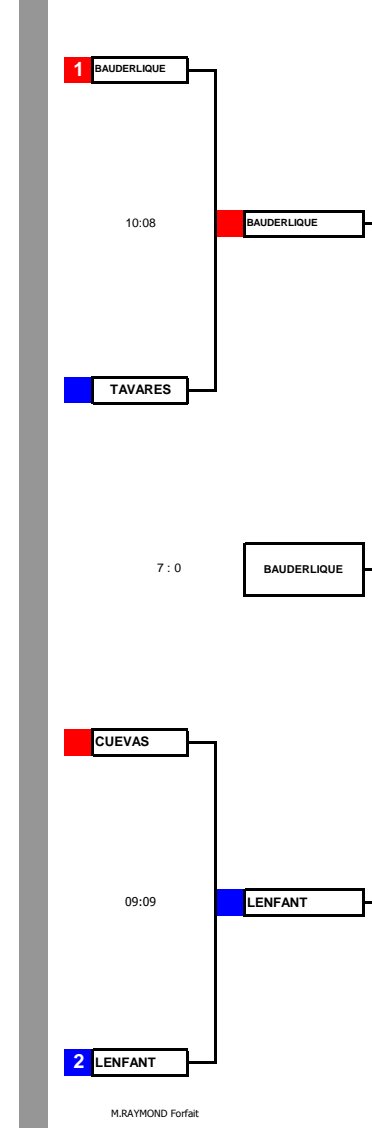 1 BAUDERLIQUE
10:08
BAUDERLIQUE
TAVARES
7 : 0
BAUDERLIQUE
CUEVAS
09:09
LENFANT
2 LENFANT
M.RAYMOND Forfait